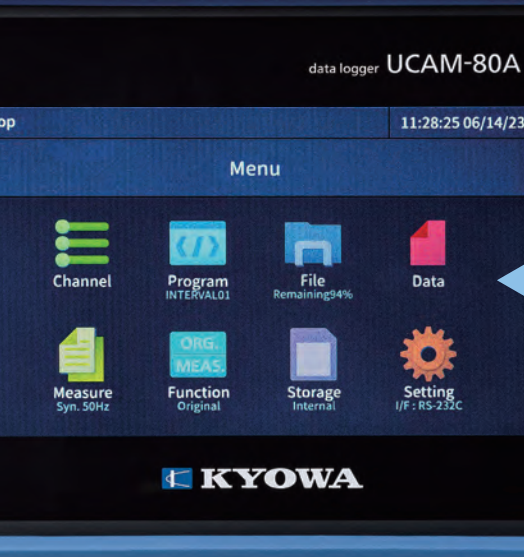 data logger UCAM-80A
op
11:28:25 06/14/23
Menu
Channel
Program
INTERVAL01
File
Remaining94%
Data
ORG.
MEAS.
Measure
Syn. 50Hz
Function
Original
Storage
Internal
Setting
I/F : RS-232C
KYOWA